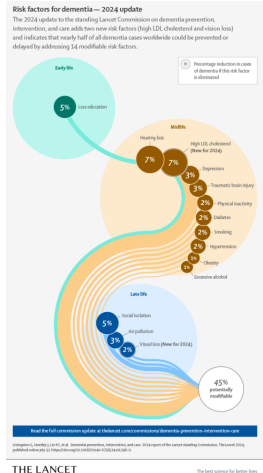 Risk factors for dementia — 2024 update
The 2024 update to the standing Lancet Commission on dementia prevention,
intervention, and care adds two new risk factors (high LDL cholesterol and vision loss)
and indicates that nearly half of all dementia cases worldwide could be prevented or
delayed by addressing 14 modifiable risk factors.
Percentage reduction in cases
of dementia if this risk factor
is eliminated
Early life
5%
Less education
Midlife
Hearing loss
7%
High LDL cholesterol
(New for 2024)
7%
Depression
3%
Traumatic brain injury
3%
Physical inactivity
2%
Diabetes
2%
Smoking
2%
Hypertension
2%
Obesity
1%
Excessive alcohol
1%
Late life
Social isolation
5%
Air pollution
3%
Visual loss (New for 2024)
2%
45%
potentially
modifiable
Read the full commission update at thelancet.com/commissions/dementia-prevention-intervention-care
THE LANCET
The best science for better lives